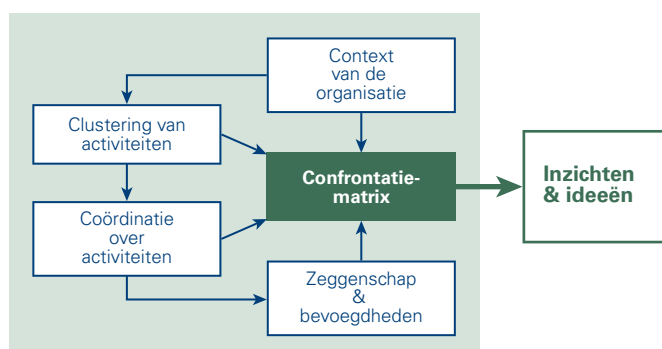 Context
van de
organisatie
Clustering van
activiteiten
Confrontatie-
matrix
Inzichten
& ideeën
Coördinatie
over
activiteiten
Zeggenschap
&
bevoegdheden